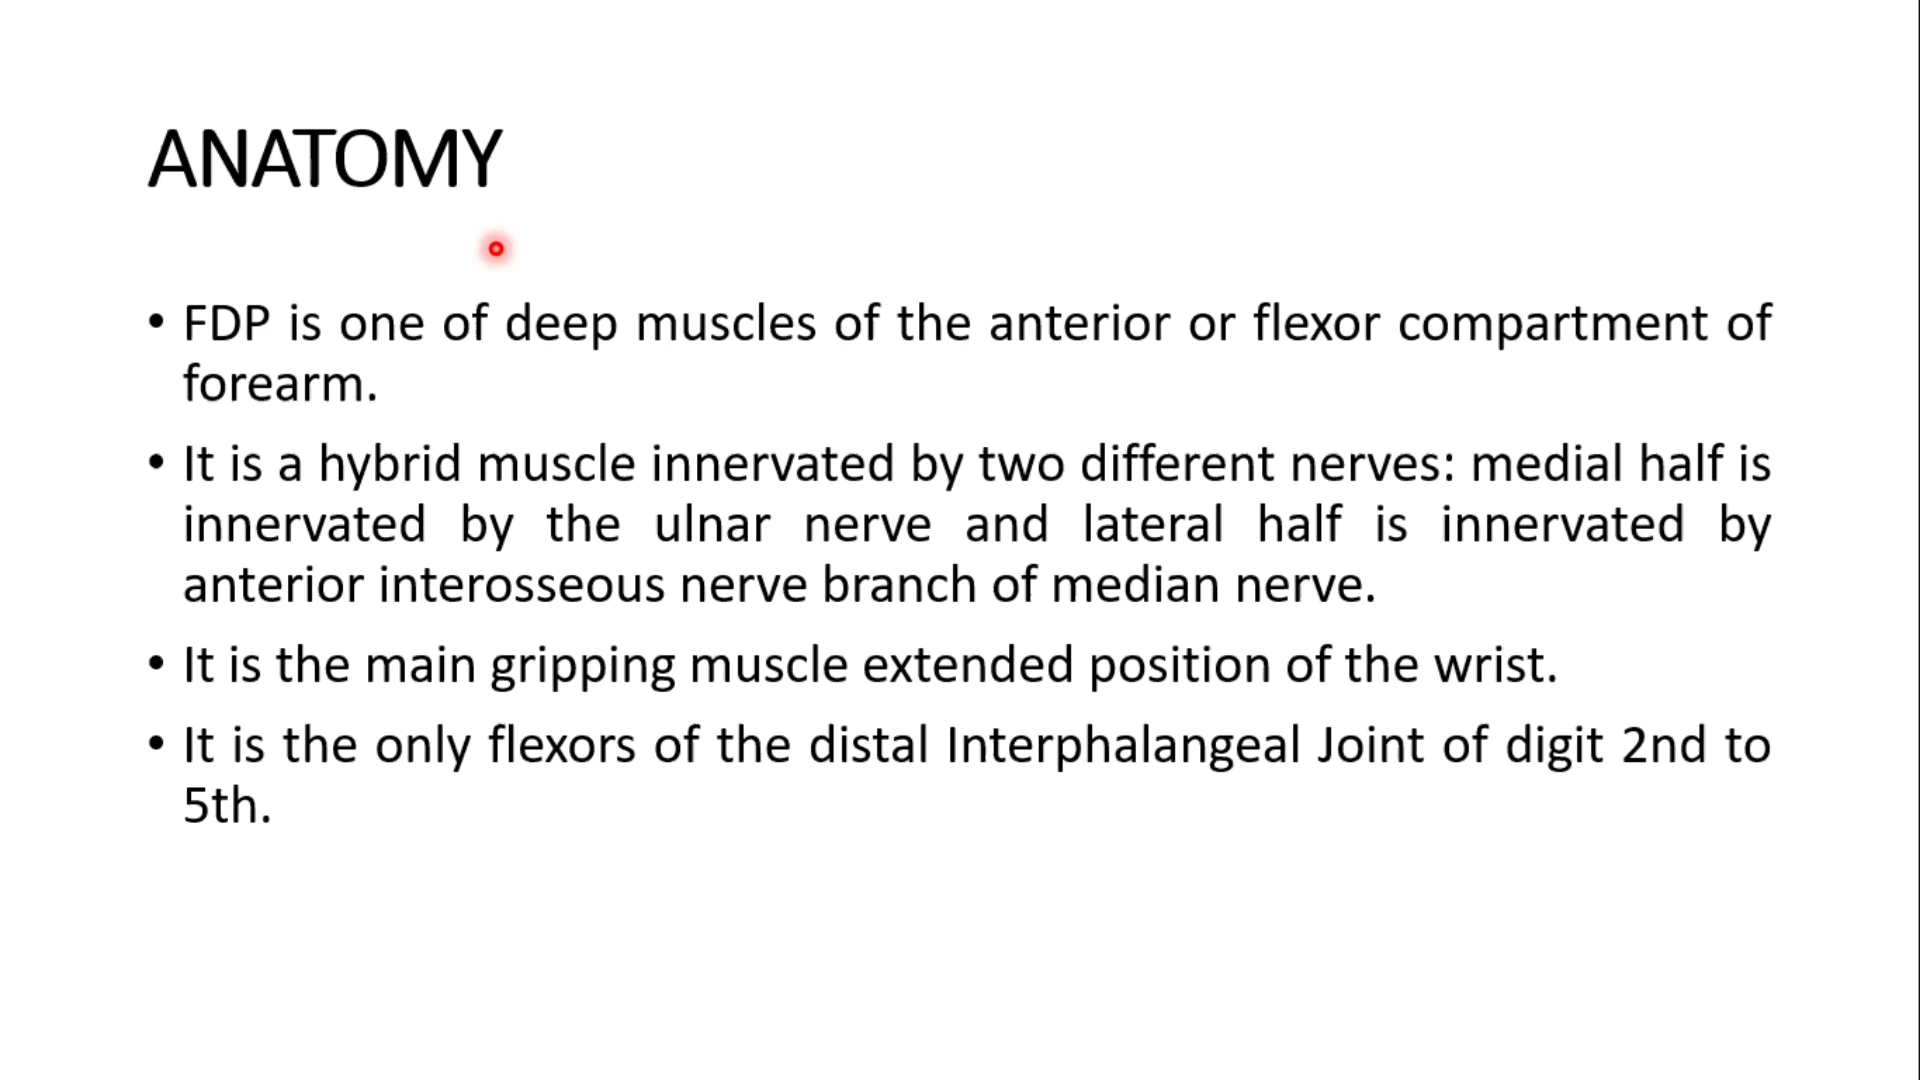 ANATOMY
• FDP is one of deep muscles of the anterior or flexor compartment of
forearm.
• It is a hybrid muscle innervated by two different nerves: medial half is
innervated by the ulnar nerve and lateral half is innervated by
anterior interosseous nerve branch of median nerve.
• It is the main gripping muscle extended position of the wrist.
• It is the only flexors of the distal Interphalangeal Joint of digit 2nd to
5th.